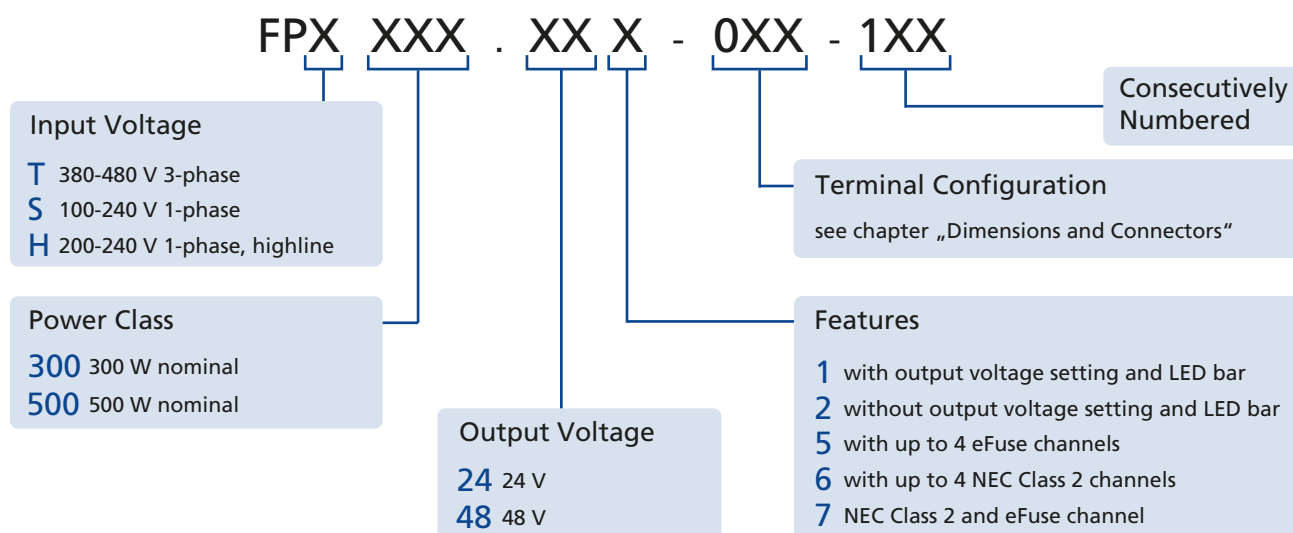 FPX XXX . XX X - 0XX - 1XX
Consecutively
Numbered
Input Voltage
T 380-480 V 3-phase
S 100-240 V 1-phase
H 200-240 V 1-phase, highline
Terminal Configuration
see chapter „Dimensions and Connectors“
Power Class
300 300 W nominal
500 500 W nominal
Output Voltage
24 24 V
48 48 V
Features
1 with output voltage setting and LED bar
2 without output voltage setting and LED bar
5 with up to 4 eFuse channels
6 with up to 4 NEC Class 2 channels
7 NEC Class 2 and eFuse channel